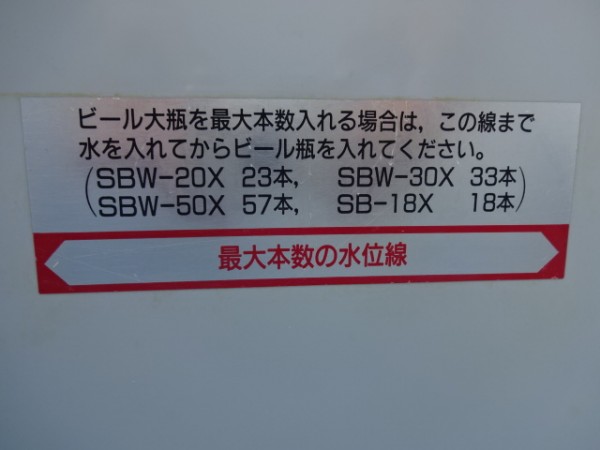 ビール大瓶を最大本数入れる場合は，この線まで
水を入れてからビール瓶を入れてください。
(SBW-20X 23本， SBW-30X 33本
SBW-50X 57本， SB-18X 18本)
最大本数の水位線